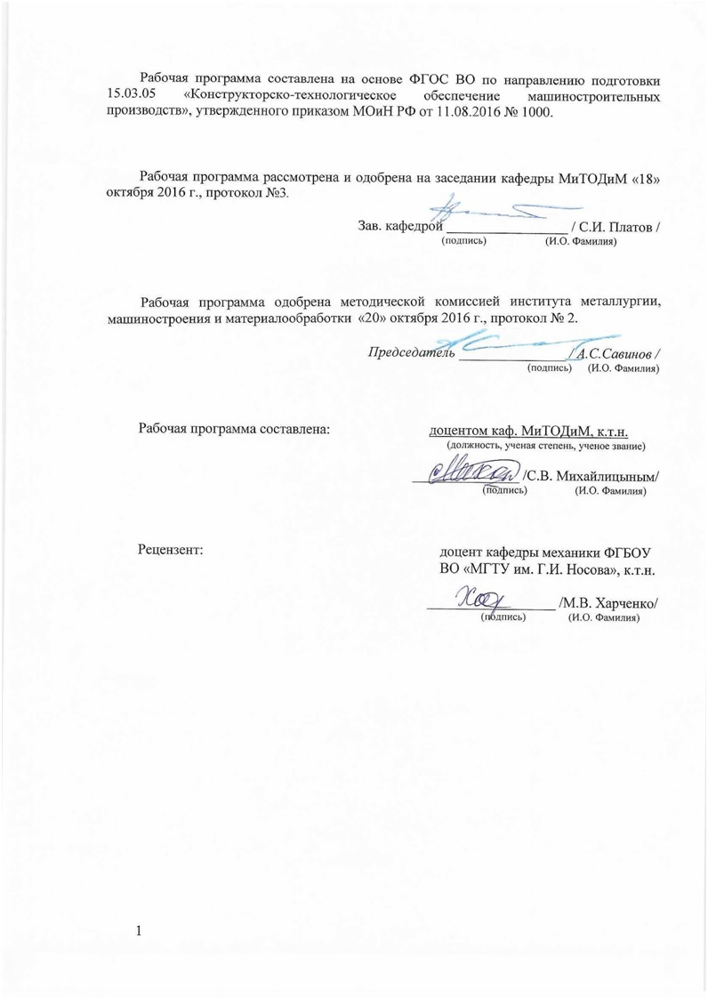 Рабочая программа составлена на основе ФГОС ВО по направлению подготовки
15.03.05 «Конструкторско-технологическое обеспечение машиностроительных
производств», утвержденного приказом МОиН РФ от 11.08.2016 № 1000.
Рабочая программа рассмотрена и одобрена на заседании кафедры МиТОДиМ «18»
октября 2016 г., протокол №3.
Зав. кафедрой _________________ / С.И. Платов /
(подпись) (И.О. Фамилия)
Рабочая программа одобрена методической комиссией института металлургии,
машиностроения и материалообработки «20» октября 2016 г., протокол № 2.
Председатель _________________ / А.С.Савинов /
(подпись) (И.О. Фамилия)
Рабочая программа составлена: доцентом каф. МиТОДиМ, к.т.н.
(должность, ученая степень, ученое звание)
_______________ /С.В. Михайлицыным/
(подпись) (И.О. Фамилия)
Рецензент: доцент кафедры механики ФГБОУ
ВО «МГТУ им. Г.И. Носова», к.т.н.
__________________ /М.В. Харченко/
(подпись) (И.О. Фамилия)
1